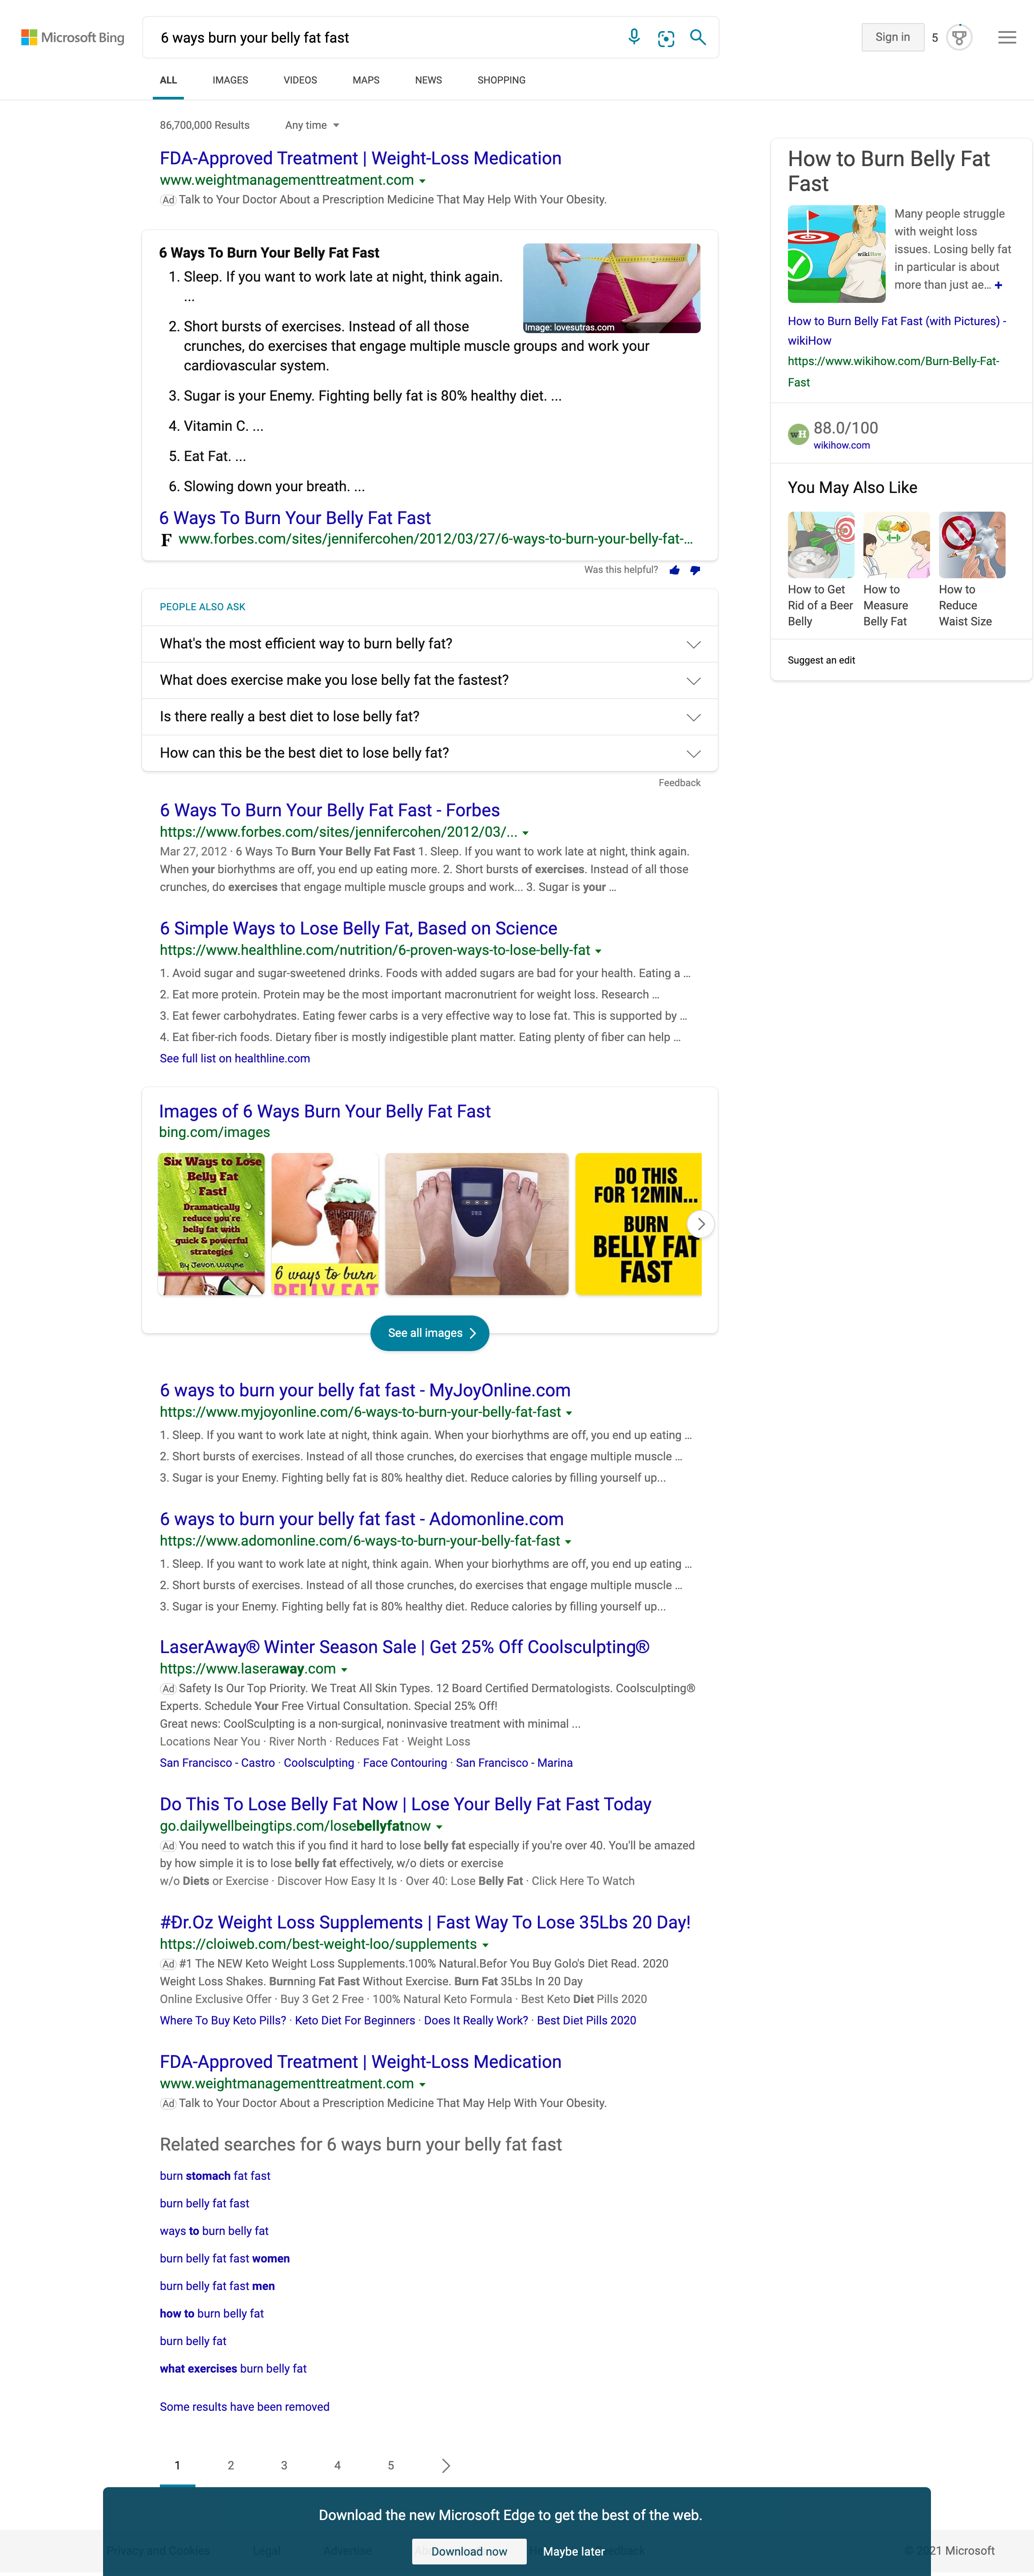 Microsoft Bing
6 ways burn your belly fat fast
Sign in
5
ALL
IMAGES
VIDEOS
MAPS
NEWS
SHOPPING
86,700,000 Results
Any time
FDA-Approved Treatment | Weight-Loss Medication
www.weightmanagementtreatment.com
Ad Talk to Your Doctor About a Prescription Medicine That May Help With Your Obesity.
6 Ways To Burn Your Belly Fat Fast
1. Sleep. If you want to work late at night, think again.
...
2. Short bursts of exercises. Instead of all those
crunches, do exercises that engage multiple muscle groups and work your
cardiovascular system.
Image: lovesutras.com
3. Sugar is your Enemy. Fighting belly fat is 80% healthy diet. ...
4. Vitamin C. ...
5. Eat Fat. ...
6. Slowing down your breath. ...
6 Ways To Burn Your Belly Fat Fast
F www.forbes.com/sites/jennifercohen/2012/03/27/6-ways-to-burn-your-belly-fat-...
Was this helpful?
PEOPLE ALSO ASK
What's the most efficient way to burn belly fat?
What does exercise make you lose belly fat the fastest?
Is there really a best diet to lose belly fat?
How can this be the best diet to lose belly fat?
Feedback
6 Ways To Burn Your Belly Fat Fast - Forbes
https://www.forbes.com/sites/jennifercohen/2012/03/...
Mar 27, 2012 · 6 Ways To Burn Your Belly Fat Fast 1. Sleep. If you want to work late at night, think again.
When your biorhythms are off, you end up eating more. 2. Short bursts of exercises. Instead of all those
crunches, do exercises that engage multiple muscle groups and work... 3. Sugar is your ...
6 Simple Ways to Lose Belly Fat, Based on Science
https://www.healthline.com/nutrition/6-proven-ways-to-lose-belly-fat
1. Avoid sugar and sugar-sweetened drinks. Foods with added sugars are bad for your health. Eating a ...
2. Eat more protein. Protein may be the most important macronutrient for weight loss. Research ...
3. Eat fewer carbohydrates. Eating fewer carbs is a very effective way to lose fat. This is supported by ...
4. Eat fiber-rich foods. Dietary fiber is mostly indigestible plant matter. Eating plenty of fiber can help ...
See full list on healthline.com
Images of 6 Ways Burn Your Belly Fat Fast
bing.com/images
Six Ways to Lose
Belly Fat
Fast!
Dramatically
reduce you're
belly fat with
quick & powerful
strategies
By Jevon Wayne
6 ways to burn
BELLY FAT
DO THIS
FOR 12MIN...
BURN
BELLY FAT
FAST
See all images
6 ways to burn your belly fat fast - MyJoyOnline.com
https://www.myjoyonline.com/6-ways-to-burn-your-belly-fat-fast
1. Sleep. If you want to work late at night, think again. When your biorhythms are off, you end up eating ...
2. Short bursts of exercises. Instead of all those crunches, do exercises that engage multiple muscle ...
3. Sugar is your Enemy. Fighting belly fat is 80% healthy diet. Reduce calories by filling yourself up...
6 ways to burn your belly fat fast - Adomonline.com
https://www.adomonline.com/6-ways-to-burn-your-belly-fat-fast
1. Sleep. If you want to work late at night, think again. When your biorhythms are off, you end up eating ...
2. Short bursts of exercises. Instead of all those crunches, do exercises that engage multiple muscle ...
3. Sugar is your Enemy. Fighting belly fat is 80% healthy diet. Reduce calories by filling yourself up...
LaserAway® Winter Season Sale | Get 25% Off Coolsculpting®
https://www.laseraway.com
Ad Safety Is Our Top Priority. We Treat All Skin Types. 12 Board Certified Dermatologists. Coolsculpting®
Experts. Schedule Your Free Virtual Consultation. Special 25% Off!
Great news: CoolSculpting is a non-surgical, noninvasive treatment with minimal ...
Locations Near You · River North · Reduces Fat · Weight Loss
San Francisco - Castro · Coolsculpting · Face Contouring · San Francisco - Marina
Do This To Lose Belly Fat Now | Lose Your Belly Fat Fast Today
go.dailywellbeingtips.com/losebellyfatnow
Ad You need to watch this if you find it hard to lose belly fat especially if you're over 40. You'll be amazed
by how simple it is to lose belly fat effectively, w/o diets or exercise
w/o Diets or Exercise · Discover How Easy It Is · Over 40: Lose Belly Fat · Click Here To Watch
#Ðr.Oz Weight Loss Supplements | Fast Way To Lose 35Lbs 20 Day!
https://cloiweb.com/best-weight-loo/supplements
Ad #1 The NEW Keto Weight Loss Supplements.100% Natural.Befor You Buy Golo's Diet Read. 2020
Weight Loss Shakes. Burnning Fat Fast Without Exercise. Burn Fat 35Lbs In 20 Day
Online Exclusive Offer · Buy 3 Get 2 Free · 100% Natural Keto Formula · Best Keto Diet Pills 2020
Where To Buy Keto Pills? · Keto Diet For Beginners · Does It Really Work? · Best Diet Pills 2020
FDA-Approved Treatment | Weight-Loss Medication
www.weightmanagementtreatment.com
Ad Talk to Your Doctor About a Prescription Medicine That May Help With Your Obesity.
Related searches for 6 ways burn your belly fat fast
burn stomach fat fast
burn belly fat fast
ways to burn belly fat
burn belly fat fast women
burn belly fat fast men
how to burn belly fat
burn belly fat
what exercises burn belly fat
Some results have been removed
1
2
3
4
5
How to Burn Belly Fat
Fast
wikiHow
Many people struggle
with weight loss
issues. Losing belly fat
in particular is about
more than just ae... +
How to Burn Belly Fat Fast (with Pictures) -
wikiHow
https://www.wikihow.com/Burn-Belly-Fat-
Fast
wH
88.0/100
wikihow.com
You May Also Like
How to Get
Rid of a Beer
Belly
How to
Measure
Belly Fat
How to
Reduce
Waist Size
Suggest an edit
Download the new Microsoft Edge to get the best of the web.
Download now
Maybe later
Privacy and Cookies
Legal
Advertise
© 2021 Microsoft